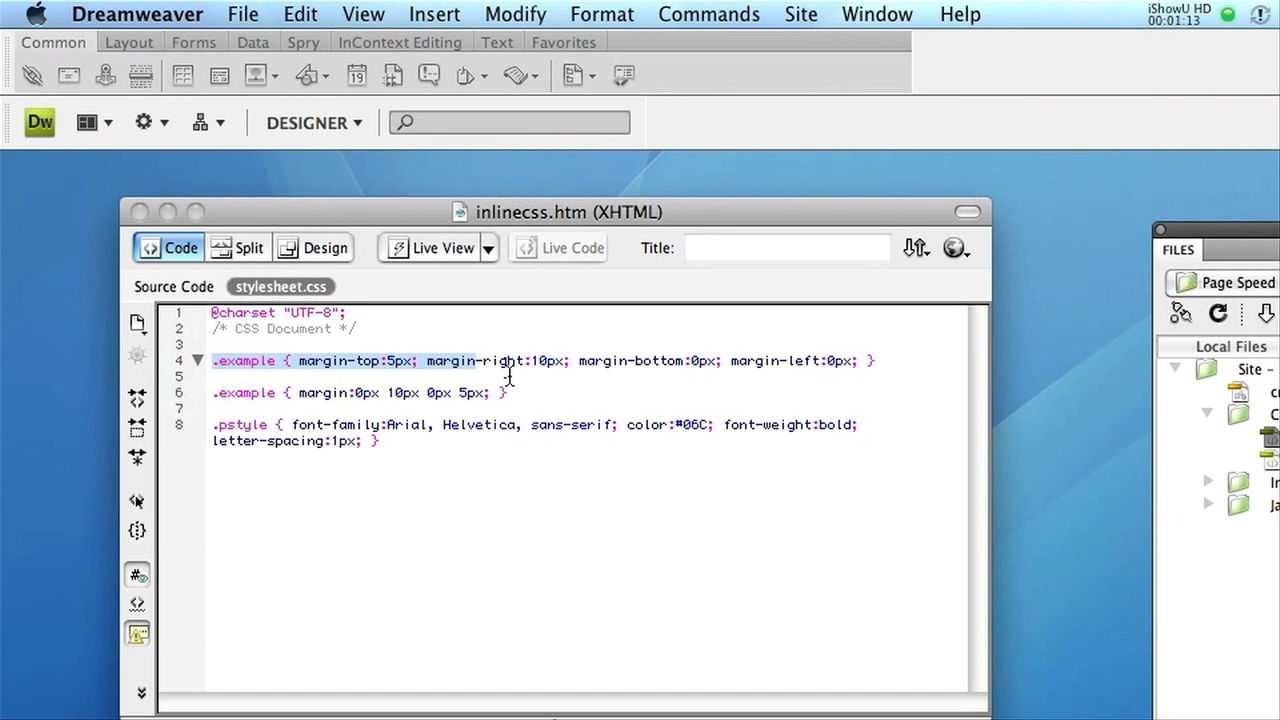 Dreamweaver File Edit View Insert Modify Format Commands Site Window Help iShowU HD
00:01:13
Common Layout Forms Data Spry InContext Editing Text Favorites
19
Dw DESIGNER
inlinecss.htm (XHTML)
Code Split Design Live View Live Code Title:
FILES
Source Code stylesheet.css
Page Speed
1 @charset "UTF-8";
2 /* CSS Document */
3
4 .example { margin-top:5px; margin-right:10px; margin-bottom:0px; margin-left:0px; }
5
6 .example { margin:0px 10px 0px 5px; }
7
8 .pstyle { font-family:Arial, Helvetica, sans-serif; color:#06C; font-weight:bold;
letter-spacing:1px; }
Local Files
Site -